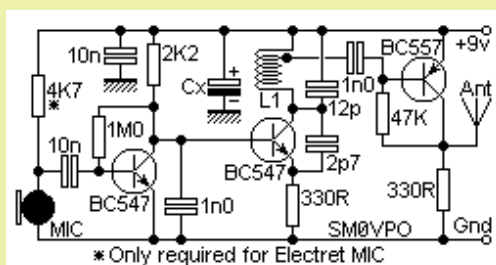 10n
2K2
4K7
*
Cx
+
L1
1n0
12p
BC557
+9v
Ant
10n
1M0
BC547
BC547
2p7
47K
330R
330R
1n0
MIC
SM0VPO
Gnd
* Only required for Electret MIC